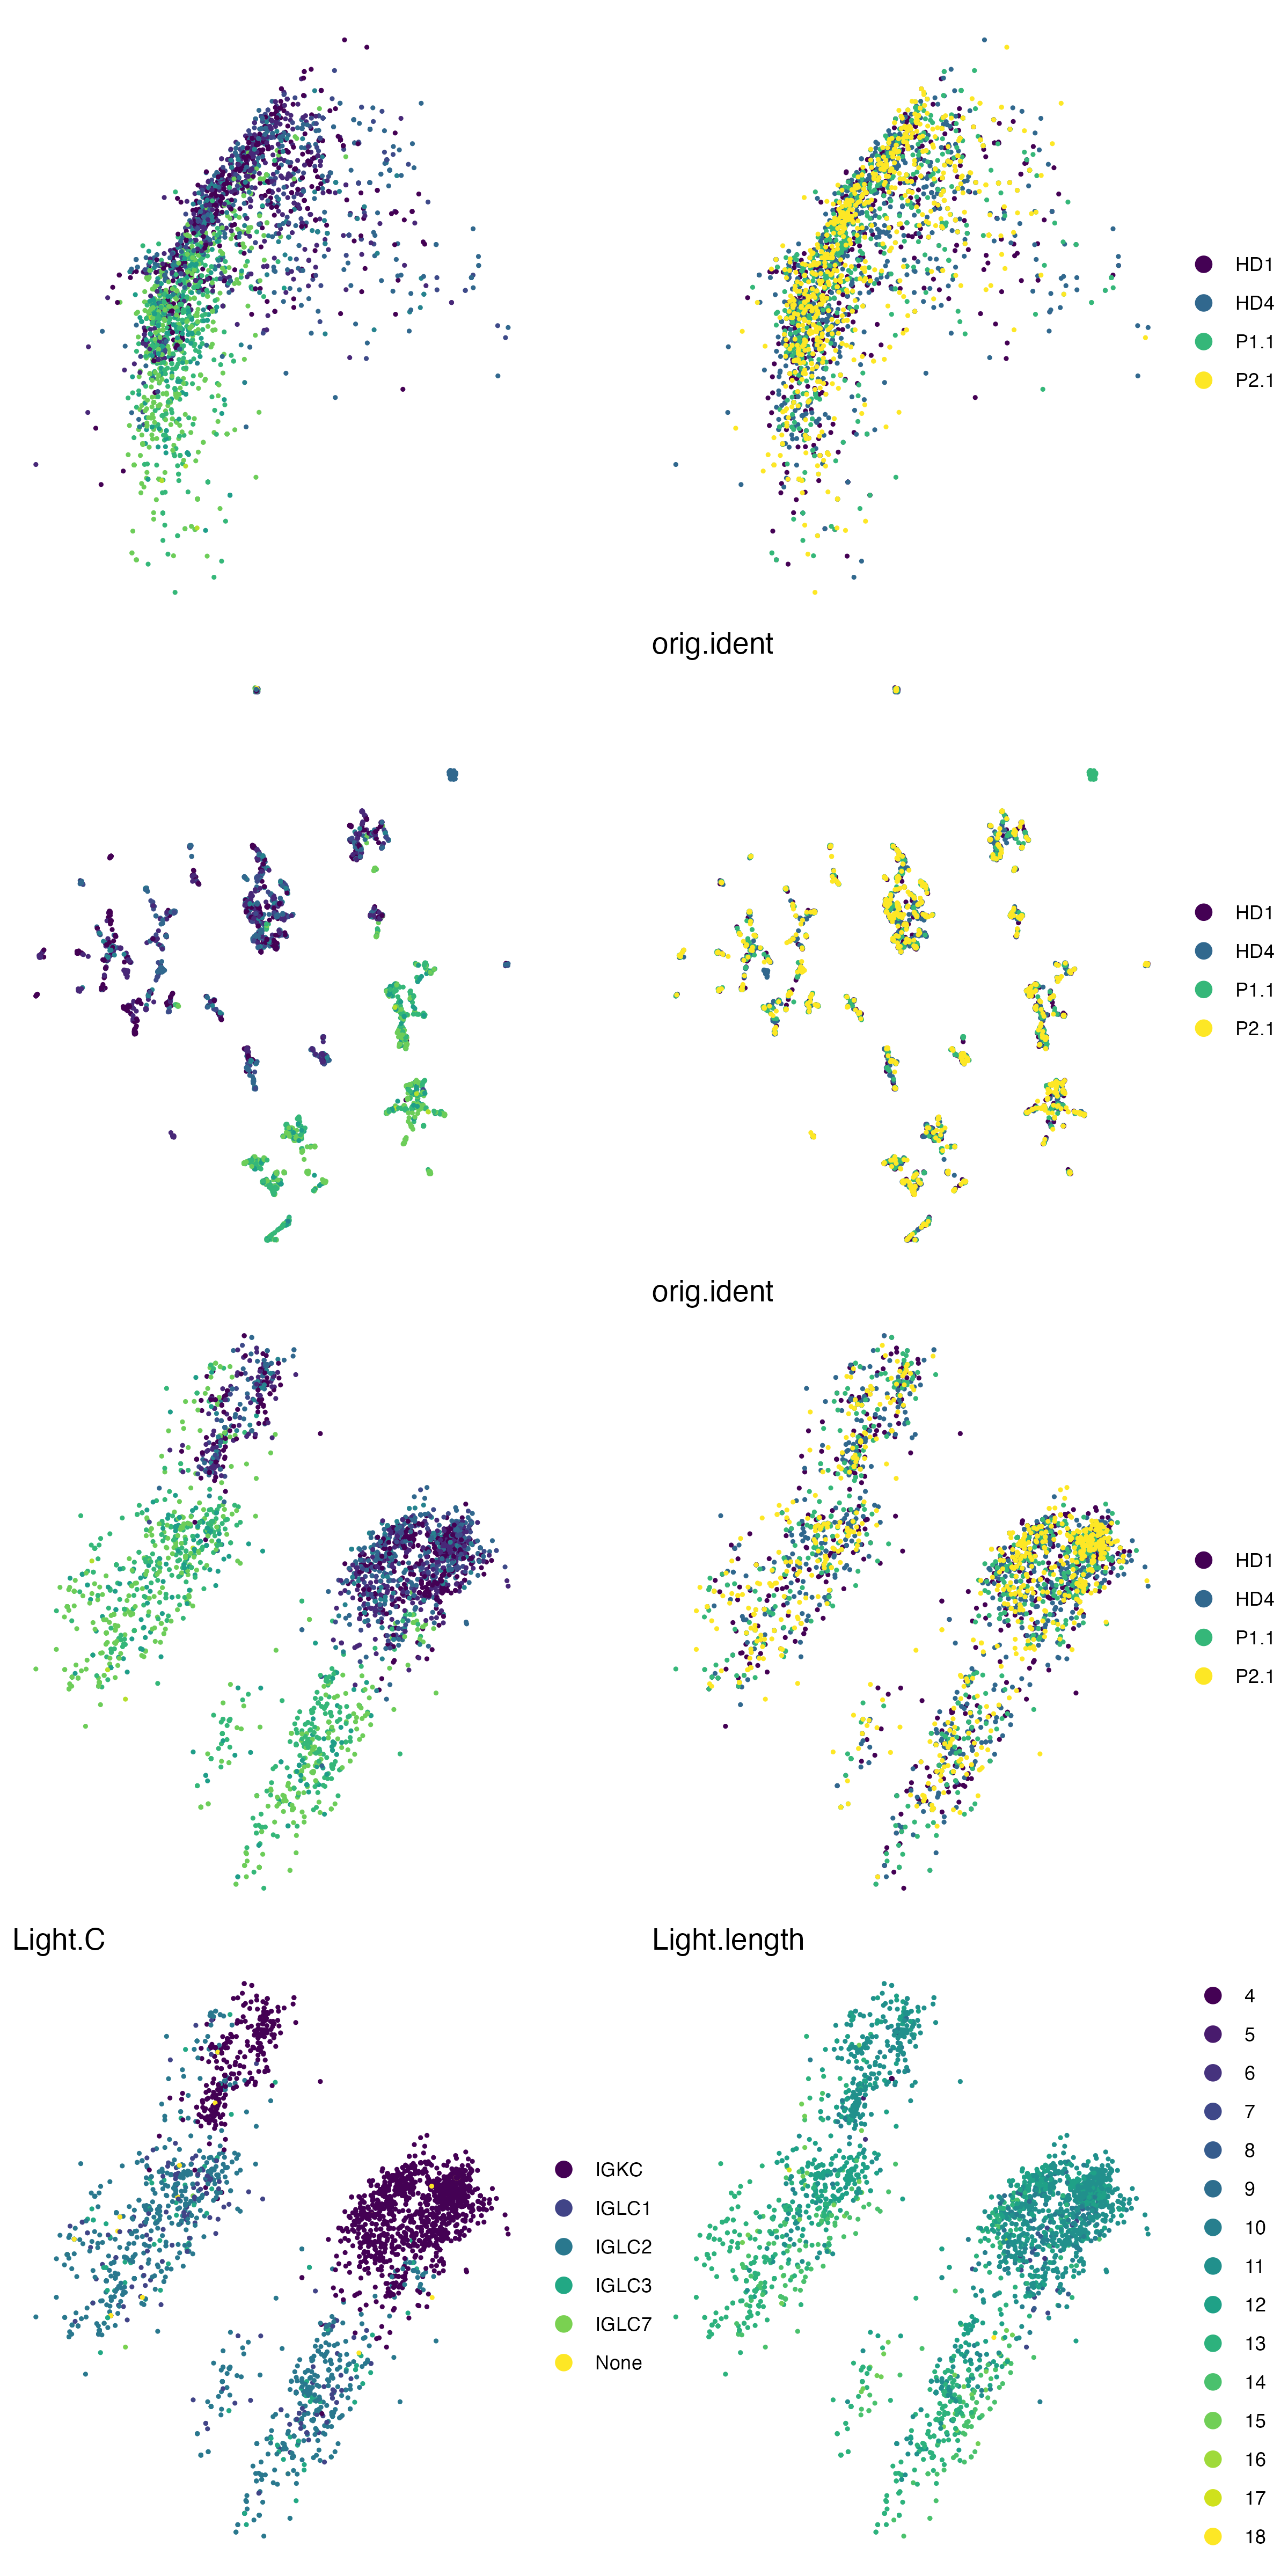 HD1
HD4
P1.1
P2.1
orig.ident
HD1
HD4
P1.1
P2.1
orig.ident
HD1
HD4
P1.1
P2.1
Light.C
IGKC
IGLC1
IGLC2
IGLC3
IGLC7
None
Light.length
4
5
6
7
8
9
10
11
12
13
14
15
16
17
18